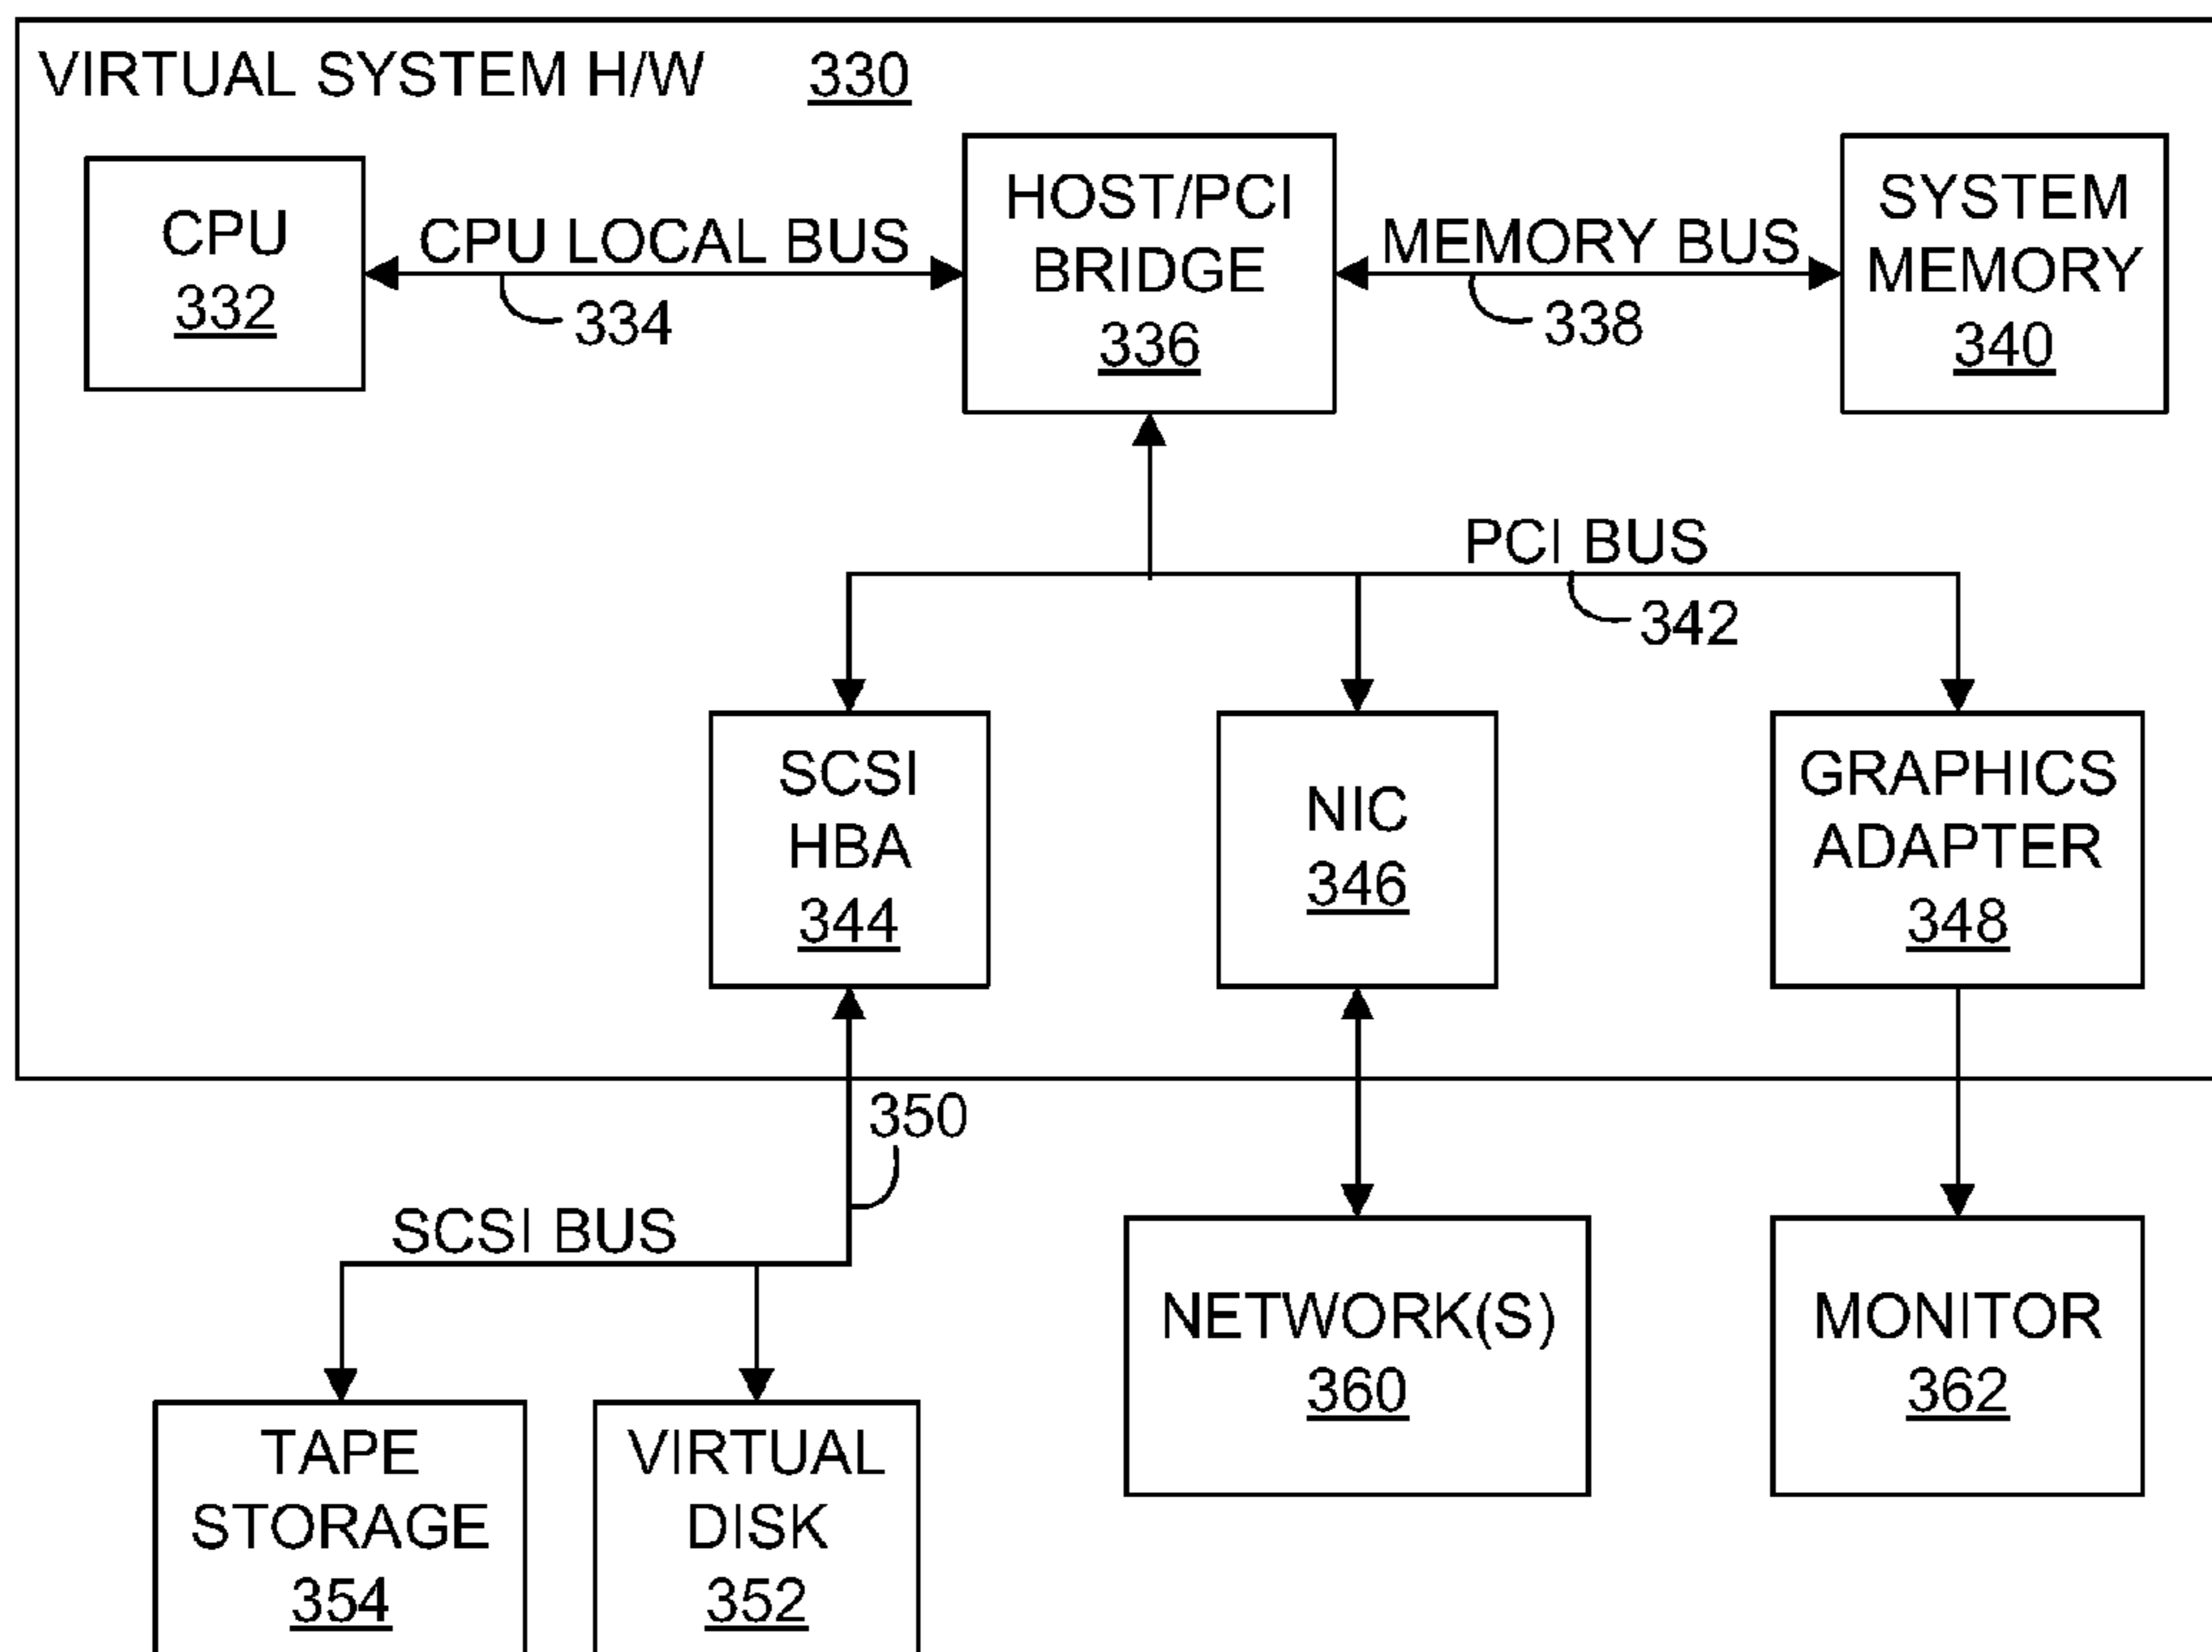 VIRTUAL SYSTEM H/W 330
CPU
332
CPU LOCAL BUS
334
HOST/PCI
BRIDGE
336
MEMORY BUS
338
SYSTEM
MEMORY
340
PCI BUS
342
SCSI
HBA
344
NIC
346
GRAPHICS
ADAPTER
348
350
SCSI BUS
TAPE
STORAGE
354
VIRTUAL
DISK
352
NETWORK(S)
360
MONITOR
362